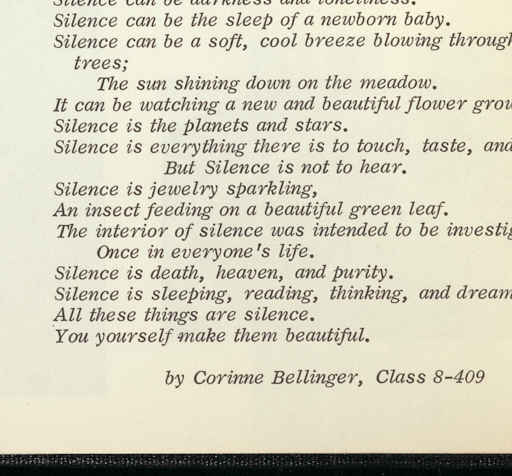 Silence can be darkness and loneliness.
Silence can be the sleep of a newborn baby.
Silence can be a soft, cool breeze blowing through
trees;
The sun shining down on the meadow.
It can be watching a new and beautiful flower
Silence is the planets and stars.
Silence is everything there is to touch, taste, and
But Silence is not to hear.
Silence is jewelry sparkling,
An insect feeding on a beautiful green leaf.
The interior of silence was intended to be
Once in everyone's life.
Silence is death, heaven, and purity.
Silence is sleeping, reading, thinking, and
All these things are silence.
You yourself make them beautiful.
by Corinne Bellinger, Class 8-409